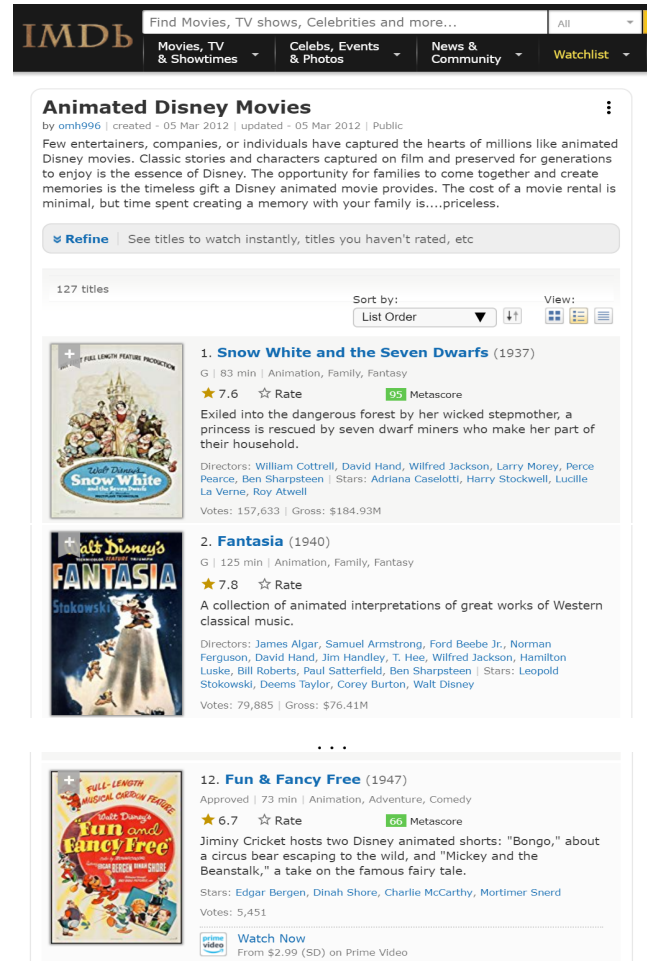 IMDb
Find Movies, TV shows, Celebrities and more...
All
Movies, TV
& Showtimes
Celebs, Events
& Photos
News &
Community
Watchlist
Animated Disney Movies
by omh996 | created - 05 Mar 2012 | updated - 05 Mar 2012 | Public
Few entertainers, companies, or individuals have captured the hearts of millions like animated
Disney movies. Classic stories and characters captured on film and preserved for generations
to enjoy is the essence of Disney. The opportunity for families to come together and create
memories is the timeless gift a Disney animated movie provides. The cost of a movie rental is
minimal, but time spent creating a memory with your family is....priceless.
Refine
See titles to watch instantly, titles you haven't rated, etc
127 titles
Sort by:
List Order
View:
FULL LENGTH FEATURE PRODUCTION
Walt Disney's
Snow White
and the Seven Dwarfs
1. Snow White and the Seven Dwarfs (1937)
G | 83 min | Animation, Family, Fantasy
7.6 Rate 95 Metascore
Exiled into the dangerous forest by her wicked stepmother, a
princess is rescued by seven dwarf miners who make her part of
their household.
Directors: William Cottrell, David Hand, Wilfred Jackson, Larry Morey, Perce
Pearce, Ben Sharpsteen | Stars: Adriana Caselotti, Harry Stockwell, Lucille
La Verne, Roy Atwell
Votes: 157,633 | Gross: $184.93M
Walt Disney's
TECHNICOLOR FEATURE TRIUMPH
FANTASIA
Stokowski
2. Fantasia (1940)
G | 125 min | Animation, Family, Fantasy
7.8 Rate
A collection of animated interpretations of great works of Western
classical music.
Directors: James Algar, Samuel Armstrong, Ford Beebe Jr., Norman
Ferguson, David Hand, Jim Handley, T. Hee, Wilfred Jackson, Hamilton
Luske, Bill Roberts, Paul Satterfield, Ben Sharpsteen | Stars: Leopold
Stokowski, Deems Taylor, Corey Burton, Walt Disney
Votes: 79,885 | Gross: $76.41M
...
FULL-LENGTH
MUSICAL CARTOON FEATURE
Walt Disney's
Fun and
Fancy Free
EDGAR BERGEN DINAH SHORE
12. Fun & Fancy Free (1947)
Approved | 73 min | Animation, Adventure, Comedy
6.7 Rate 66 Metascore
Jiminy Cricket hosts two Disney animated shorts: "Bongo," about
a circus bear escaping to the wild, and "Mickey and the
Beanstalk," a take on the famous fairy tale.
Stars: Edgar Bergen, Dinah Shore, Charlie McCarthy, Mortimer Snerd
Votes: 5,451
prime
video
Watch Now
From $2.99 (SD) on Prime Video